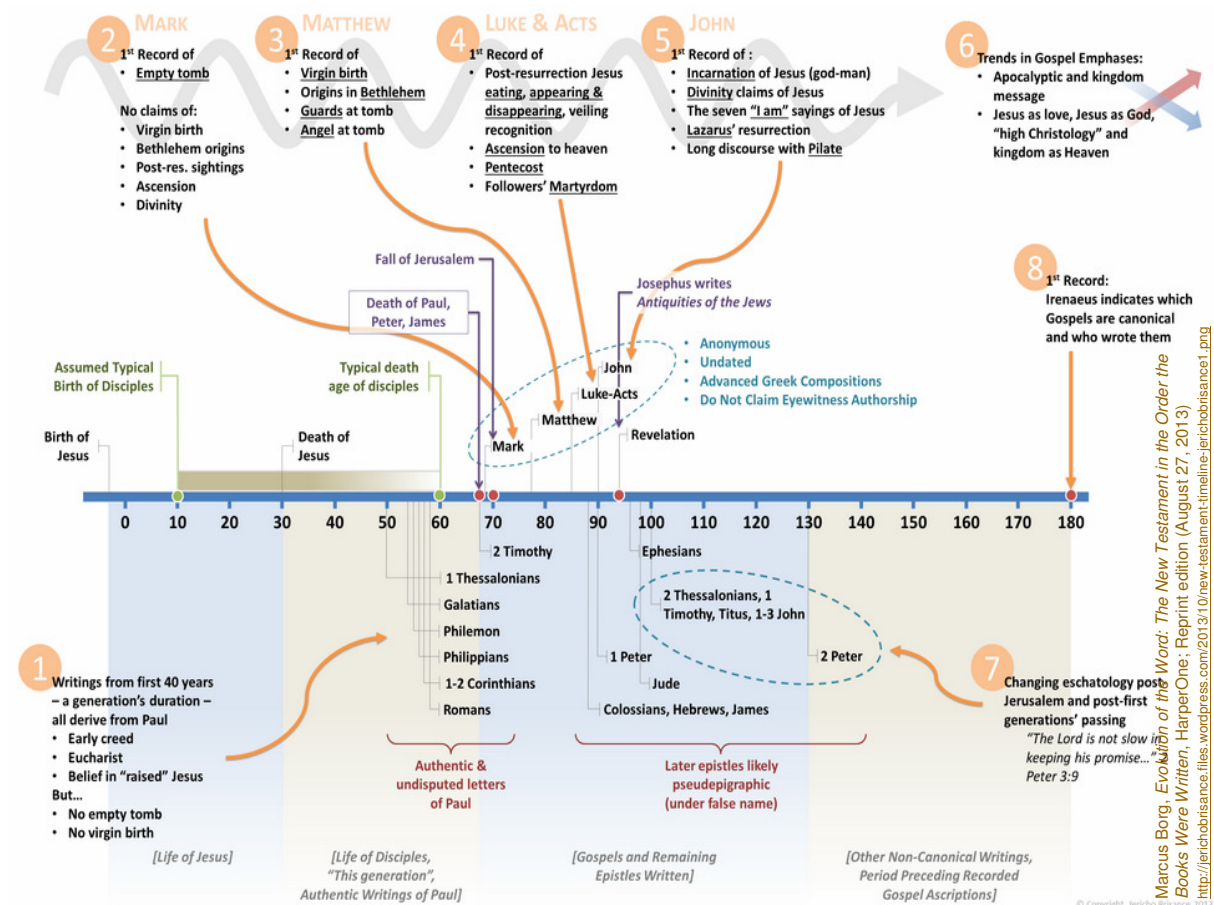 2
MARK
1st Record of
• Empty tomb
No claims of:
• Virgin birth
• Bethlehem origins
• Post-res. sightings
• Ascension
• Divinity
3
MATTHEW
1st Record of
• Virgin birth
• Origins in Bethlehem
• Guards at tomb
• Angel at tomb
4
LUKE & ACTS
1st Record of
• Post-resurrection Jesus
eating, appearing &
disappearing, veiling
recognition
• Ascension to heaven
• Pentecost
• Followers' Martyrdom
5
JOHN
1st Record of :
• Incarnation of Jesus (god-man)
• Divinity claims of Jesus
• The seven "I am" sayings of Jesus
• Lazarus' resurrection
• Long discourse with Pilate
6
Trends in Gospel Emphases:
• Apocalyptic and kingdom
message
• Jesus as love, Jesus as God,
"high Christology" and
kingdom as Heaven
8
1st Record:
Irenaeus indicates which
Gospels are canonical
and who wrote them
Fall of Jerusalem
Death of Paul,
Peter, James
Josephus writes
Antiquities of the Jews
• Anonymous
• Undated
• Advanced Greek Compositions
• Do Not Claim Eyewitness Authorship
Assumed Typical
Birth of Disciples
Typical death
age of disciples
Birth of
Jesus
Death of
Jesus
John
Luke-Acts
Matthew
Mark
Revelation
0 10 20 30 40 50 60 70 80 90 100 110 120 130 140 150 160 170 180
2 Timothy
1 Thessalonians
Galatians
Philemon
Philippians
1-2 Corinthians
Romans
Ephesians
2 Thessalonians, 1
Timothy, Titus, 1-3 John
1 Peter
2 Peter
Jude
Colossians, Hebrews, James
Authentic &
undisputed letters
of Paul
Later epistles likely
pseudepigraphic
(under false name)
1
Writings from first 40 years
– a generation's duration –
all derive from Paul
• Early creed
• Eucharist
• Belief in "raised" Jesus
But...
• No empty tomb
• No virgin birth
7
Changing eschatology post-
Jerusalem and post-first
generations' passing
"The Lord is not slow in
keeping his promise..." 2
Peter 3:9
[Life of Jesus]
[Life of Disciples,
"This generation",
Authentic Writings of Paul]
[Gospels and Remaining
Epistles Written]
[Other Non-Canonical Writings,
Period Preceding Recorded
Gospel Ascriptions]
Marcus Borg, Evolution of the Word: The New Testament in the Order the
Books Were Written, HarperOne; Reprint edition (August 27, 2013)
http://jerichobrisance.files.wordpress.com/2013/10/new-testament-timeline-jerichobrisance1.png
© Copyright, Jericho Brisance 2013